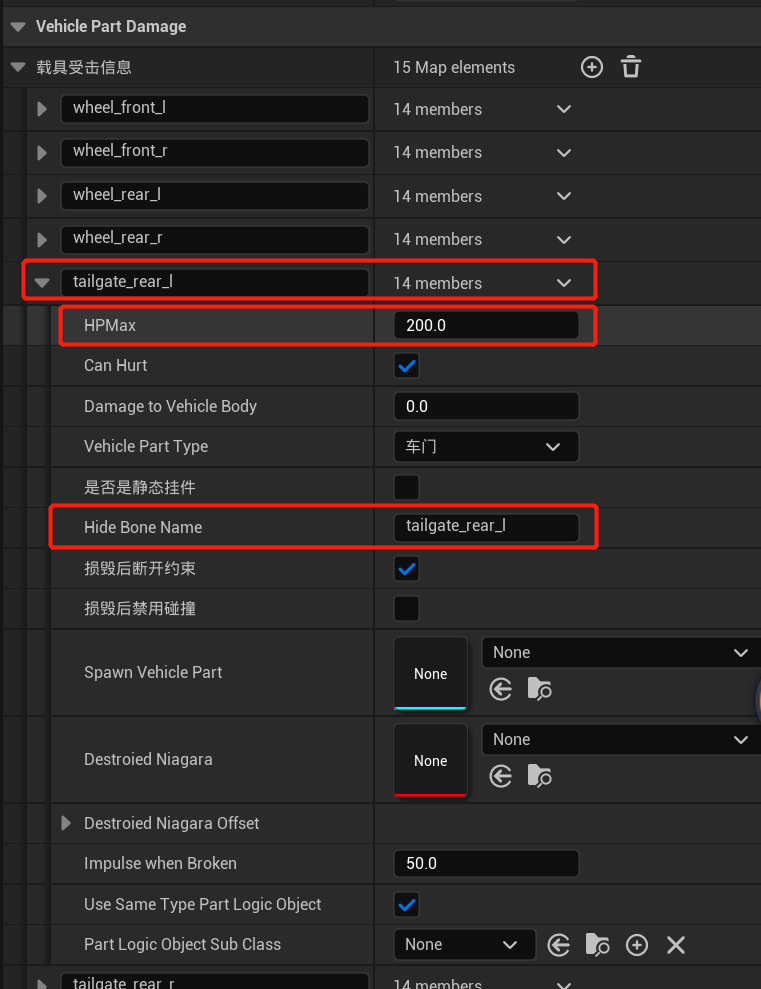 Vehicle Part Damage
载具受击信息 15 Map elements
wheel_front_l 14 members
wheel_front_r 14 members
wheel_rear_l 14 members
wheel_rear_r 14 members
tailgate_rear_l 14 members
HPMax 200.0
Can Hurt
Damage to Vehicle Body 0.0
Vehicle Part Type 车门
是否是静态挂件
Hide Bone Name tailgate_rear_l
损毁后断开约束
损毁后禁用碰撞
Spawn Vehicle Part None None
Destroied Niagara None None
Destroied Niagara Offset
Impulse when Broken 50.0
Use Same Type Part Logic Object
Part Logic Object Sub Class None
tailgate_rear_r 14 members